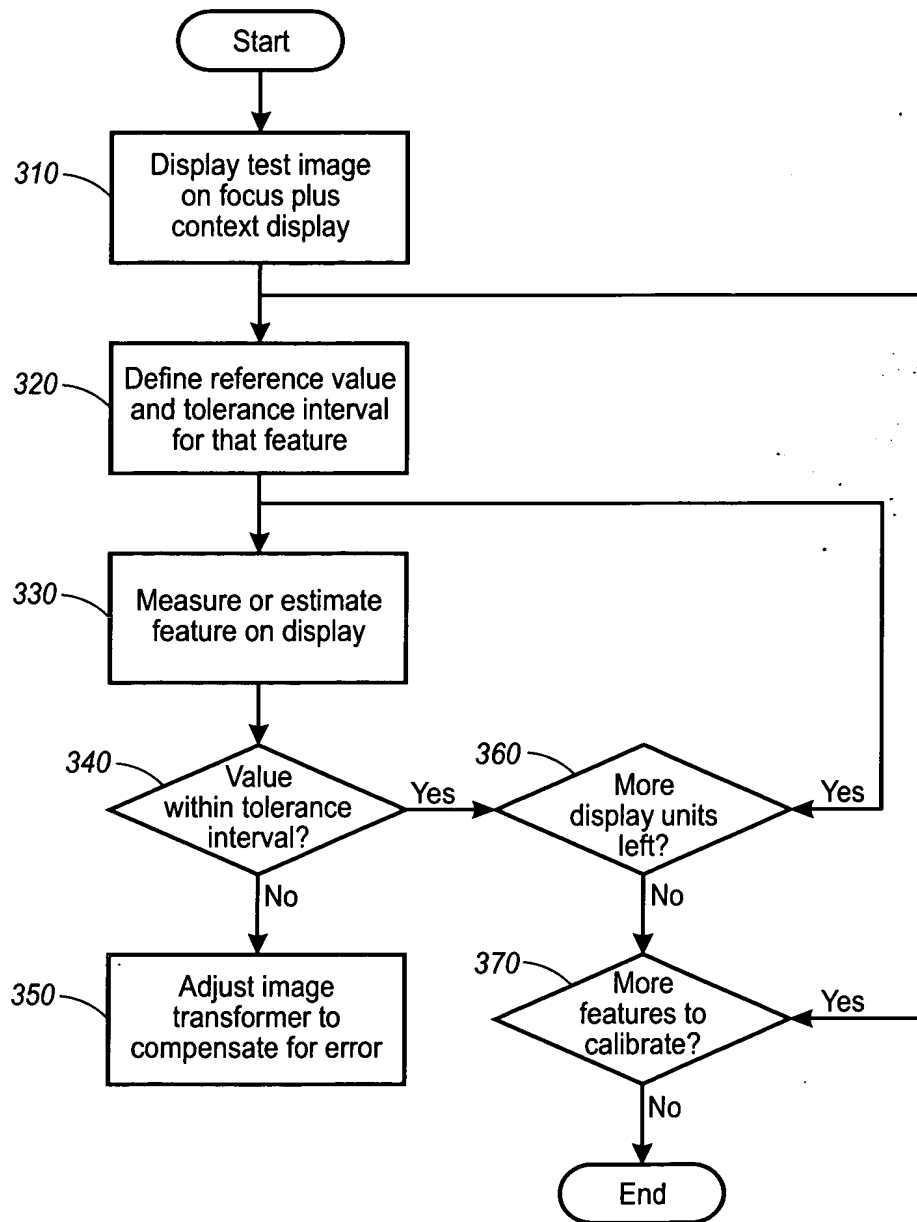 Start
310
Display test image
on focus plus
context display
320
Define reference value
and tolerance interval
for that feature
330
Measure or estimate
feature on display
340
Value
within tolerance
interval?
Yes
360
More
display units
left?
Yes
No
No
350
Adjust image
transformer to
compensate for error
370
More
features to
calibrate?
Yes
No
End